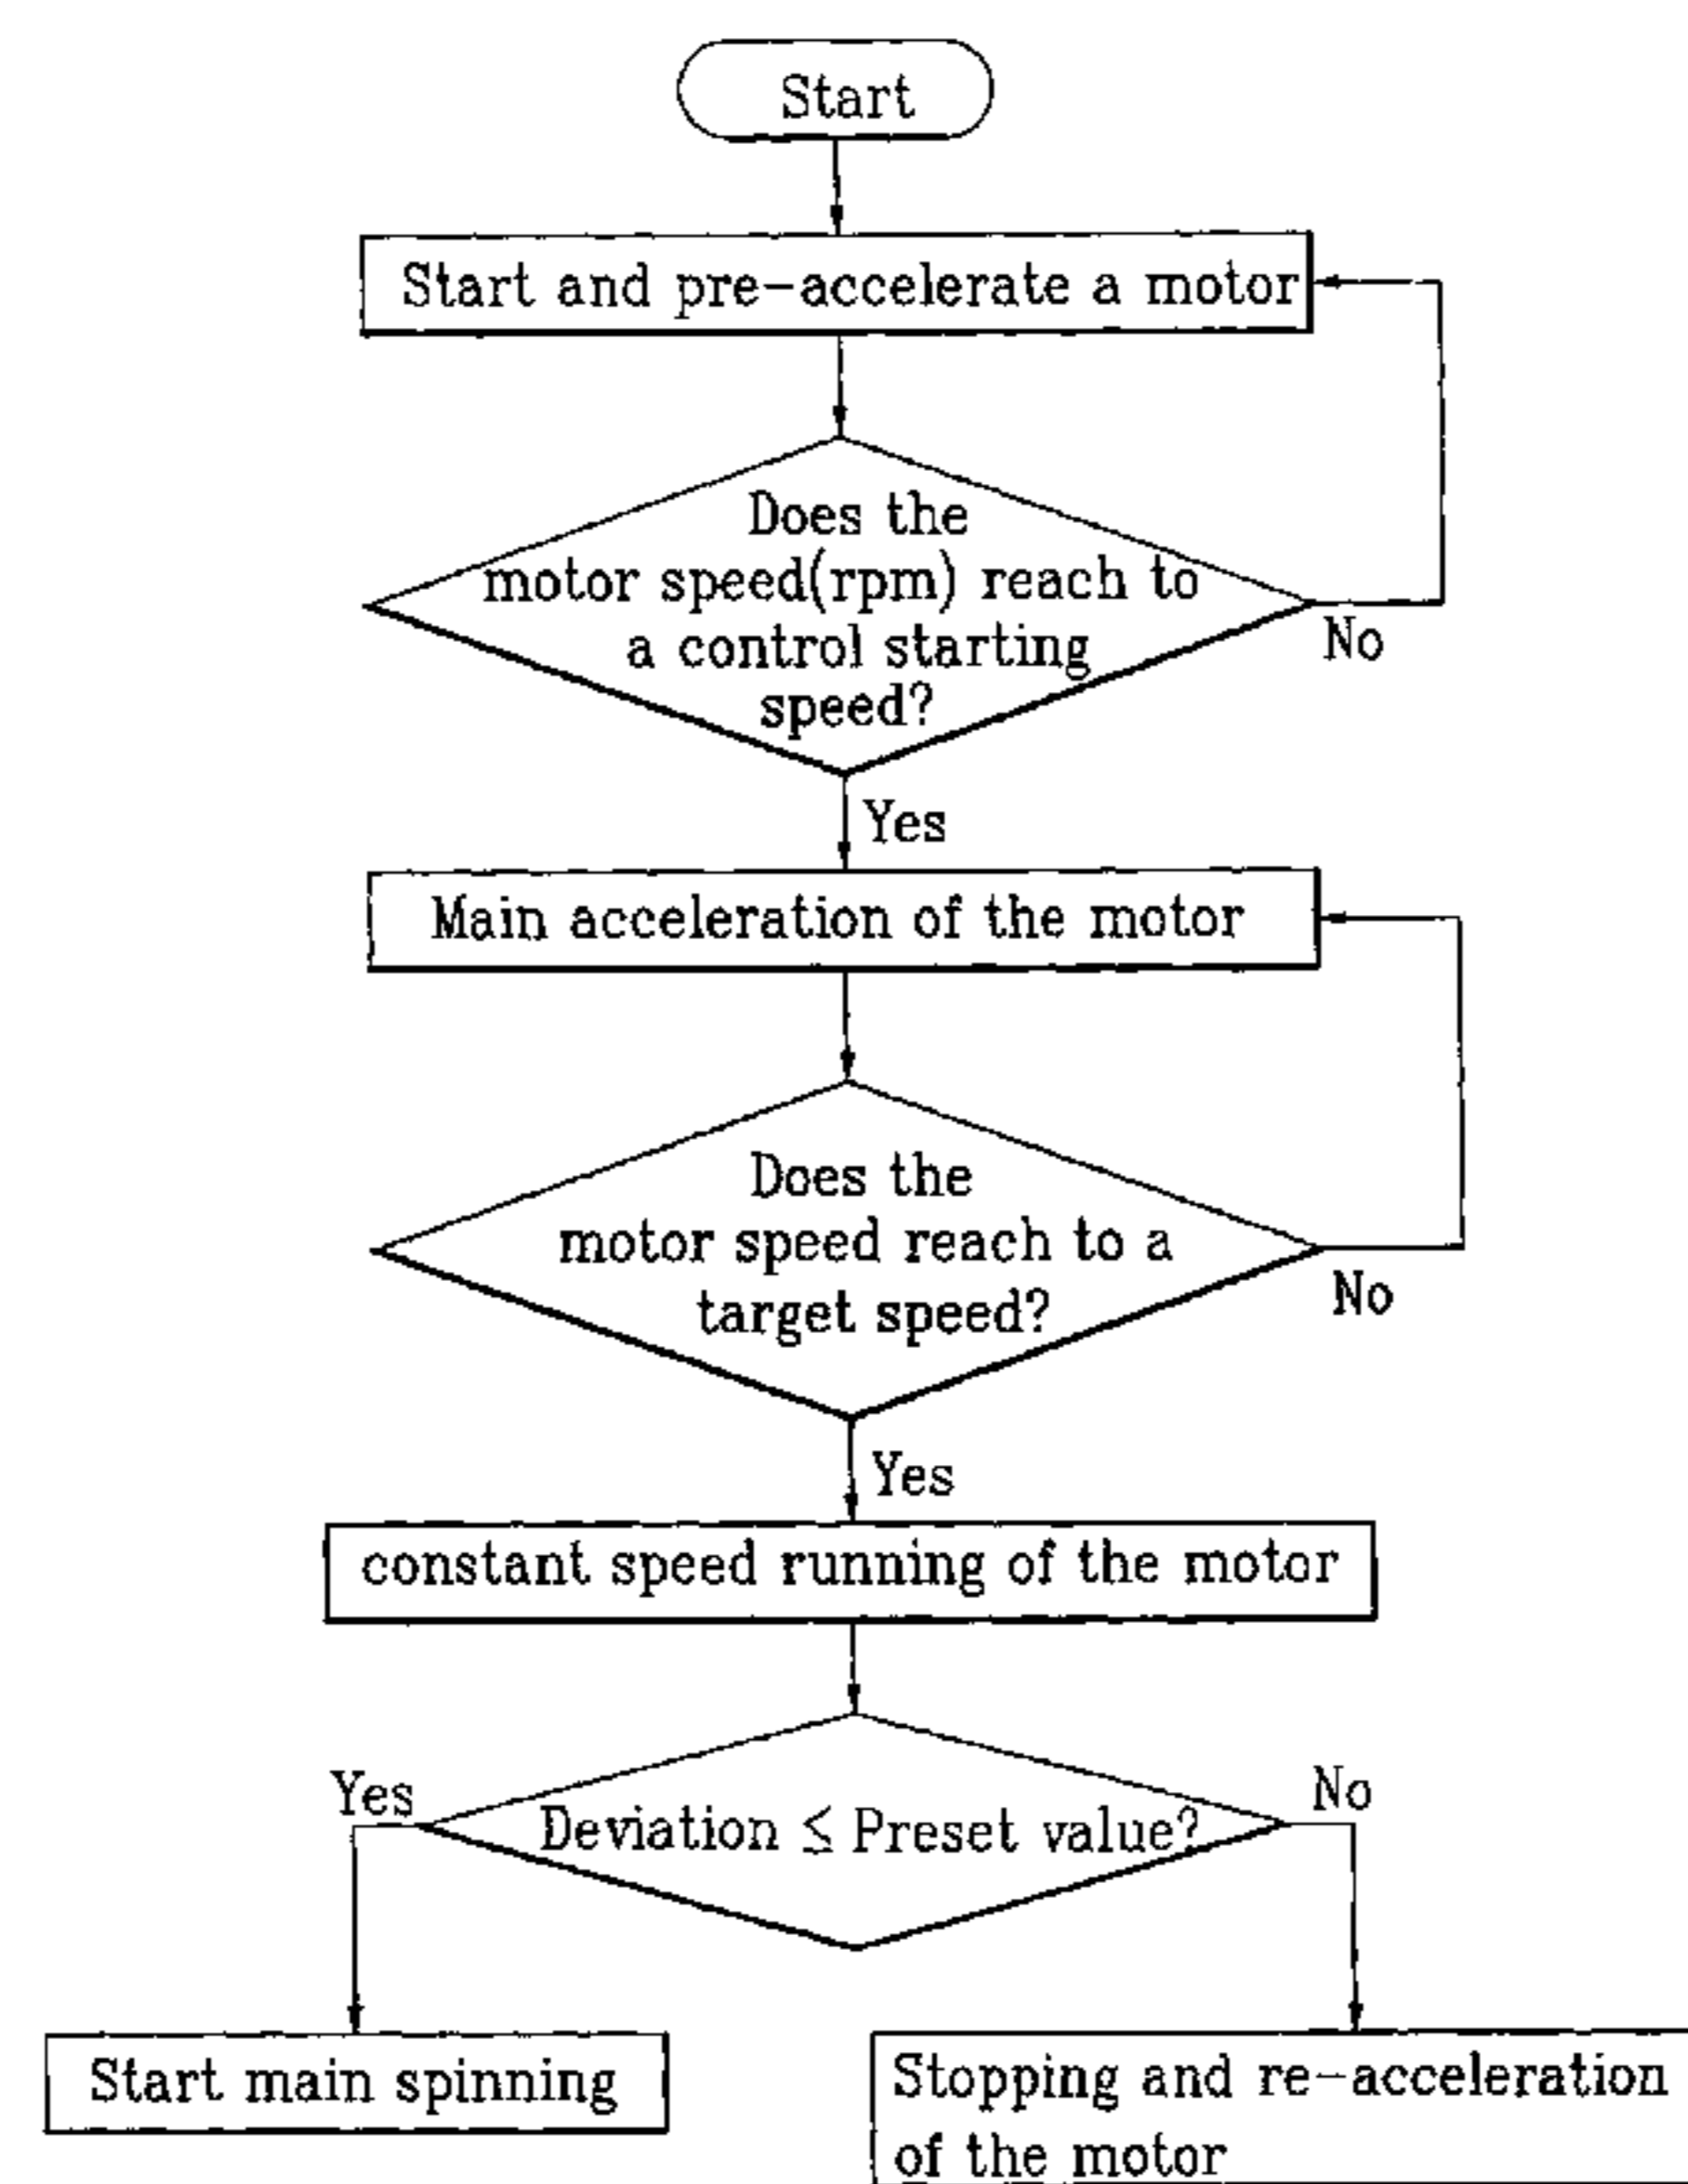 Start
Start and pre-accelerate a motor
Does the
motor speed(rpm) reach to
a control starting
speed?
No
Yes
Main acceleration of the motor
Does the
motor speed reach to a
target speed?
No
Yes
constant speed running of the motor
Yes
No
Deviation ≦ Preset value?
Start main spinning
Stopping and re-acceleration
of the motor